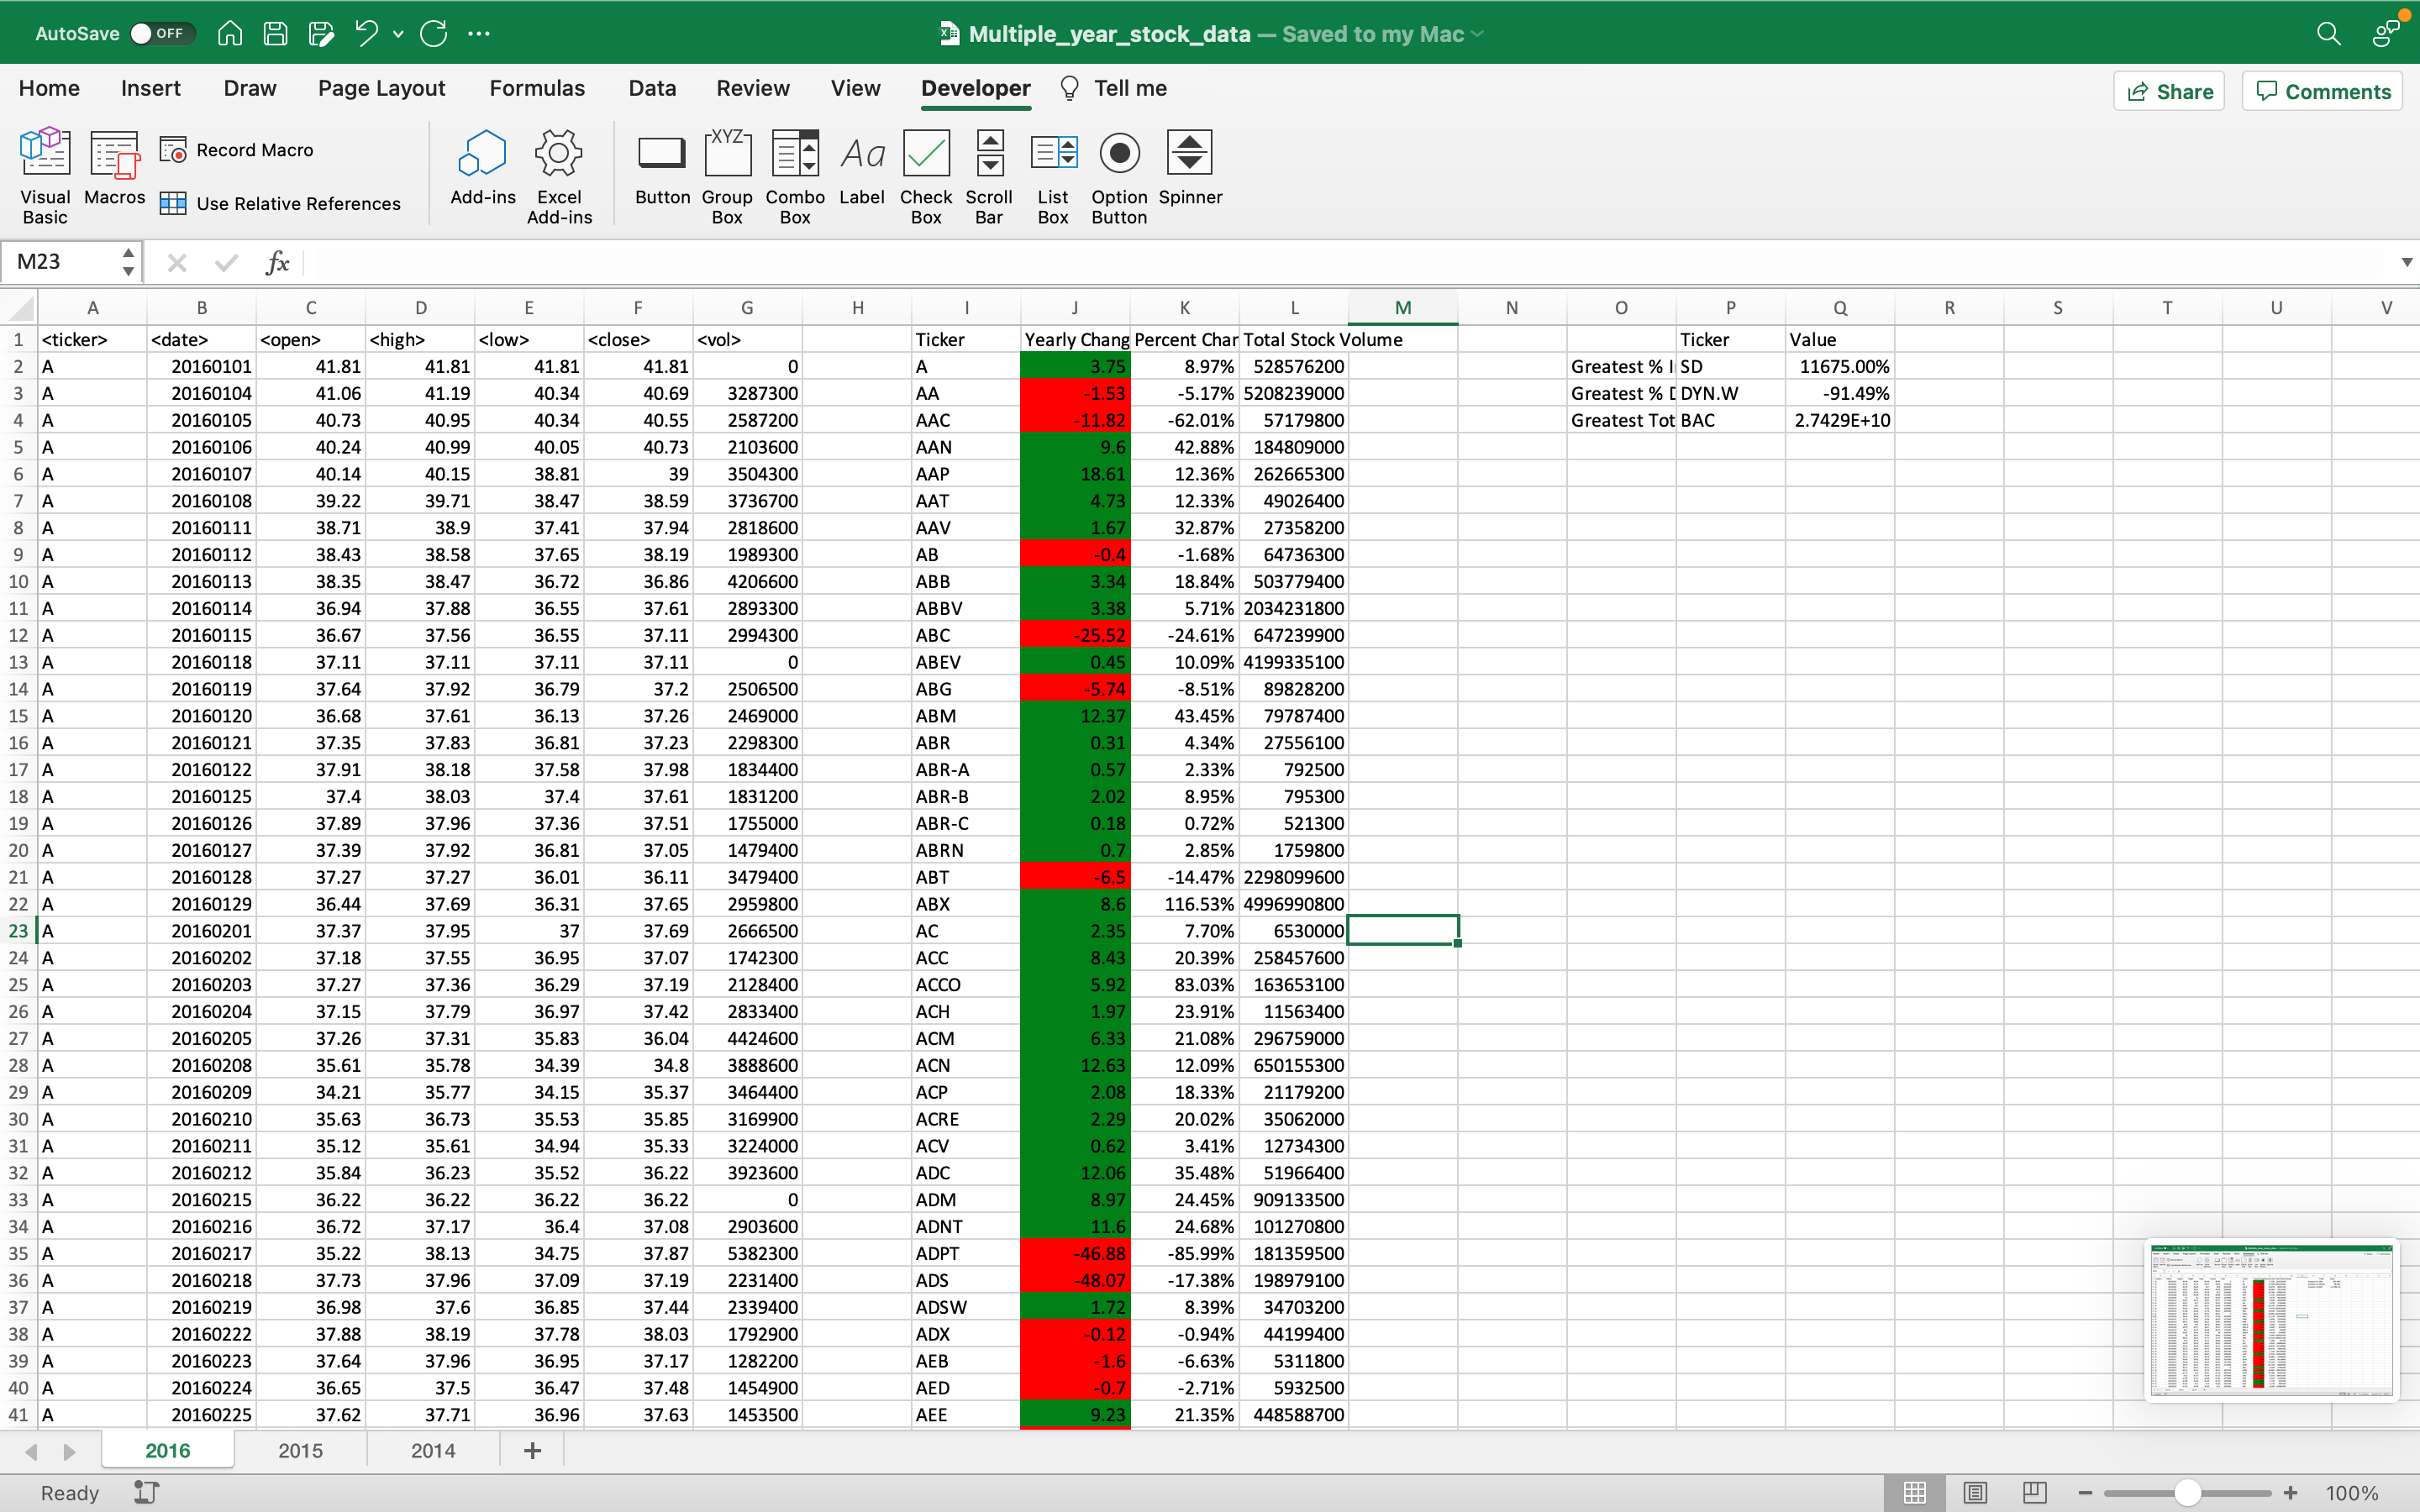 AutoSave OFF Multiple_year_stock_data — Saved to my Mac
Home Insert Draw Page Layout Formulas Data Review View Developer Tell me Share Comments
Visual Basic Macros Record Macro Use Relative References Add-ins Excel Add-ins Button Group Box Combo Box Label Check Box Scroll Bar List Box Option Button Spinner
XYZ Aa
M23 fx
A B C D E F G H I J K L M N O P Q R S T U V
1 <ticker> <date> <open> <high> <low> <close> <vol> Ticker Yearly Chang Percent Char Total Stock Volume Ticker Value
2 A 20160101 41.81 41.81 41.81 41.81 0 A 3.75 8.97% 528576200 Greatest % I SD 11675.00%
3 A 20160104 41.06 41.19 40.34 40.69 3287300 AA -1.53 -5.17% 5208239000 Greatest % D DYN.W -91.49%
4 A 20160105 40.73 40.95 40.34 40.55 2587200 AAC -11.82 -62.01% 57179800 Greatest Tot BAC 2.7429E+10
5 A 20160106 40.24 40.99 40.05 40.73 2103600 AAN 9.6 42.88% 184809000
6 A 20160107 40.14 40.15 38.81 39 3504300 AAP 18.61 12.36% 262665300
7 A 20160108 39.22 39.71 38.47 38.59 3736700 AAT 4.73 12.33% 49026400
8 A 20160111 38.71 38.9 37.41 37.94 2818600 AAV 1.67 32.87% 27358200
9 A 20160112 38.43 38.58 37.65 38.19 1989300 AB -0.4 -1.68% 64736300
10 A 20160113 38.35 38.47 36.72 36.86 4206600 ABB 3.34 18.84% 503779400
11 A 20160114 36.94 37.88 36.55 37.61 2893300 ABBV 3.38 5.71% 2034231800
12 A 20160115 36.67 37.56 36.55 37.11 2994300 ABC -25.52 -24.61% 647239900
13 A 20160118 37.11 37.11 37.11 37.11 0 ABEV 0.45 10.09% 4199335100
14 A 20160119 37.64 37.92 36.79 37.2 2506500 ABG -5.74 -8.51% 89828200
15 A 20160120 36.68 37.61 36.13 37.26 2469000 ABM 12.37 43.45% 79787400
16 A 20160121 37.35 37.83 36.81 37.23 2298300 ABR 0.31 4.34% 27556100
17 A 20160122 37.91 38.18 37.58 37.98 1834400 ABR-A 0.57 2.33% 792500
18 A 20160125 37.4 38.03 37.4 37.61 1831200 ABR-B 2.02 8.95% 795300
19 A 20160126 37.89 37.96 37.36 37.51 1755000 ABR-C 0.18 0.72% 521300
20 A 20160127 37.39 37.92 36.81 37.05 1479400 ABRN 0.7 2.85% 1759800
21 A 20160128 37.27 37.27 36.01 36.11 3479400 ABT -6.5 -14.47% 2298099600
22 A 20160129 36.44 37.69 36.31 37.65 2959800 ABX 8.6 116.53% 4996990800
23 A 20160201 37.37 37.95 37 37.69 2666500 AC 2.35 7.70% 6530000
24 A 20160202 37.18 37.55 36.95 37.07 1742300 ACC 8.43 20.39% 258457600
25 A 20160203 37.27 37.36 36.29 37.19 2128400 ACCO 5.92 83.03% 163653100
26 A 20160204 37.15 37.79 36.97 37.42 2833400 ACH 1.97 23.91% 11563400
27 A 20160205 37.26 37.31 35.83 36.04 4424600 ACM 6.33 21.08% 296759000
28 A 20160208 35.61 35.78 34.39 34.8 3888600 ACN 12.63 12.09% 650155300
29 A 20160209 34.21 35.77 34.15 35.37 3464400 ACP 2.08 18.33% 21179200
30 A 20160210 35.63 36.73 35.53 35.85 3169900 ACRE 2.29 20.02% 35062000
31 A 20160211 35.12 35.61 34.94 35.33 3224000 ACV 0.62 3.41% 12734300
32 A 20160212 35.84 36.23 35.52 36.22 3923600 ADC 12.06 35.48% 51966400
33 A 20160215 36.22 36.22 36.22 36.22 0 ADM 8.97 24.45% 909133500
34 A 20160216 36.72 37.17 36.4 37.08 2903600 ADNT 11.6 24.68% 101270800
35 A 20160217 35.22 38.13 34.75 37.87 5382300 ADPT -46.88 -85.99% 181359500
36 A 20160218 37.73 37.96 37.09 37.19 2231400 ADS -48.07 -17.38% 198979100
37 A 20160219 36.98 37.6 36.85 37.44 2339400 ADSW 1.72 8.39% 34703200
38 A 20160222 37.88 38.19 37.78 38.03 1792900 ADX -0.12 -0.94% 44199400
39 A 20160223 37.64 37.96 36.95 37.17 1282200 AEB -1.6 -6.63% 5311800
40 A 20160224 36.65 37.5 36.47 37.48 1454900 AED -0.7 -2.71% 5932500
41 A 20160225 37.62 37.71 36.96 37.63 1453500 AEE 9.23 21.35% 448588700
2016 2015 2014 +
Ready 100%